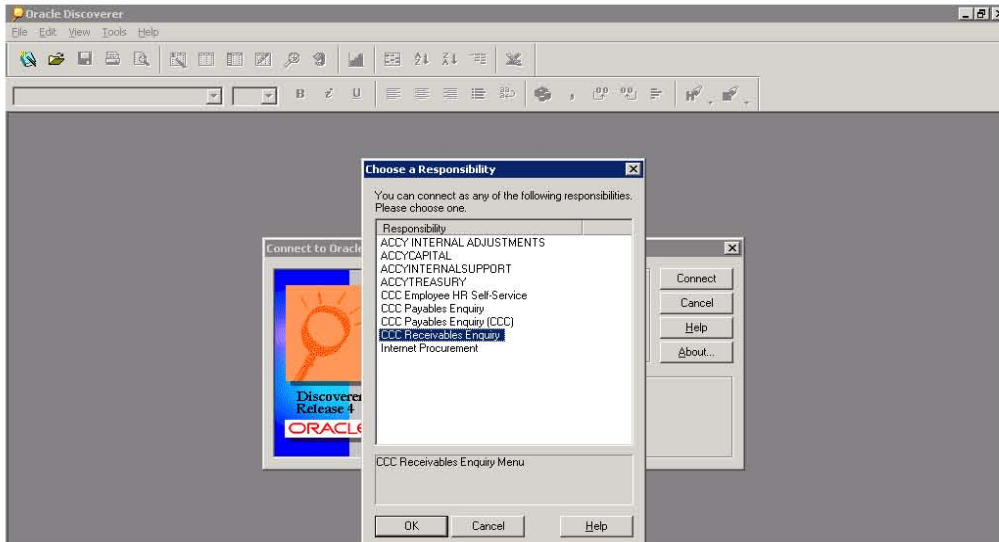 Oracle Discoverer
File Edit View Tools Help
B i U
Choose a Responsibility
You can connect as any of the following responsibilities.
Please choose one.
Responsibility
ACCY INTERNAL ADJUSTMENTS
ACCYCAPITAL
ACCYINTERNALSUPPORT
ACCYTREASURY
CCC Employee HR Self-Service
CCC Payables Enquiry
CCC Payables Enquiry (CCC)
CCC Receivables Enquiry
Internet Procurement
CCC Receivables Enquiry Menu
OK Cancel Help
Connect to Oracle
Connect
Cancel
Help
About...
Discoverer
Release 4
ORACLE